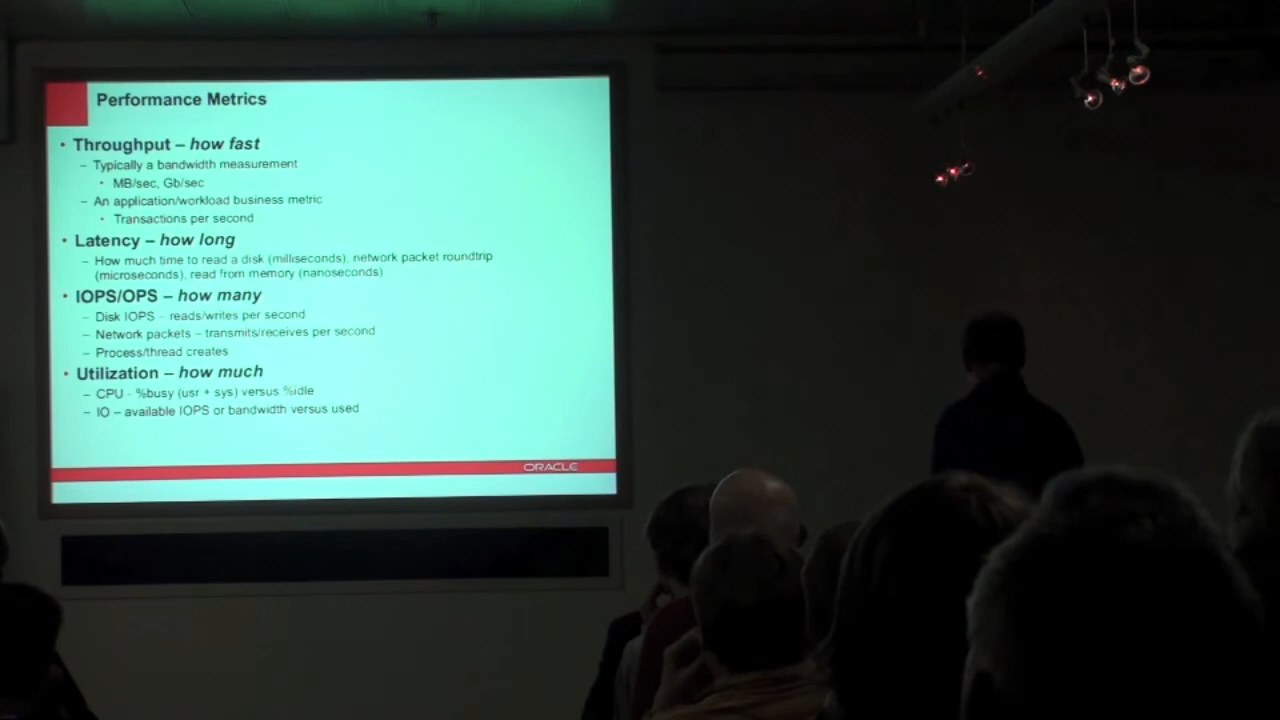 Performance Metrics
• Throughput – how fast
– Typically a bandwidth measurement
• MB/sec, Gb/sec
– An application/workload business metric
• Transactions per second
• Latency – how long
– How much time to read a disk (milliseconds), network packet roundtrip
(microseconds), read from memory (nanoseconds)
• IOPS/OPS – how many
– Disk IOPS – reads/writes per second
– Network packets – transmits/receives per second
– Process/thread creates
• Utilization – how much
– CPU - %busy (usr + sys) versus %idle
– IO – available IOPS or bandwidth versus used
ORACLE